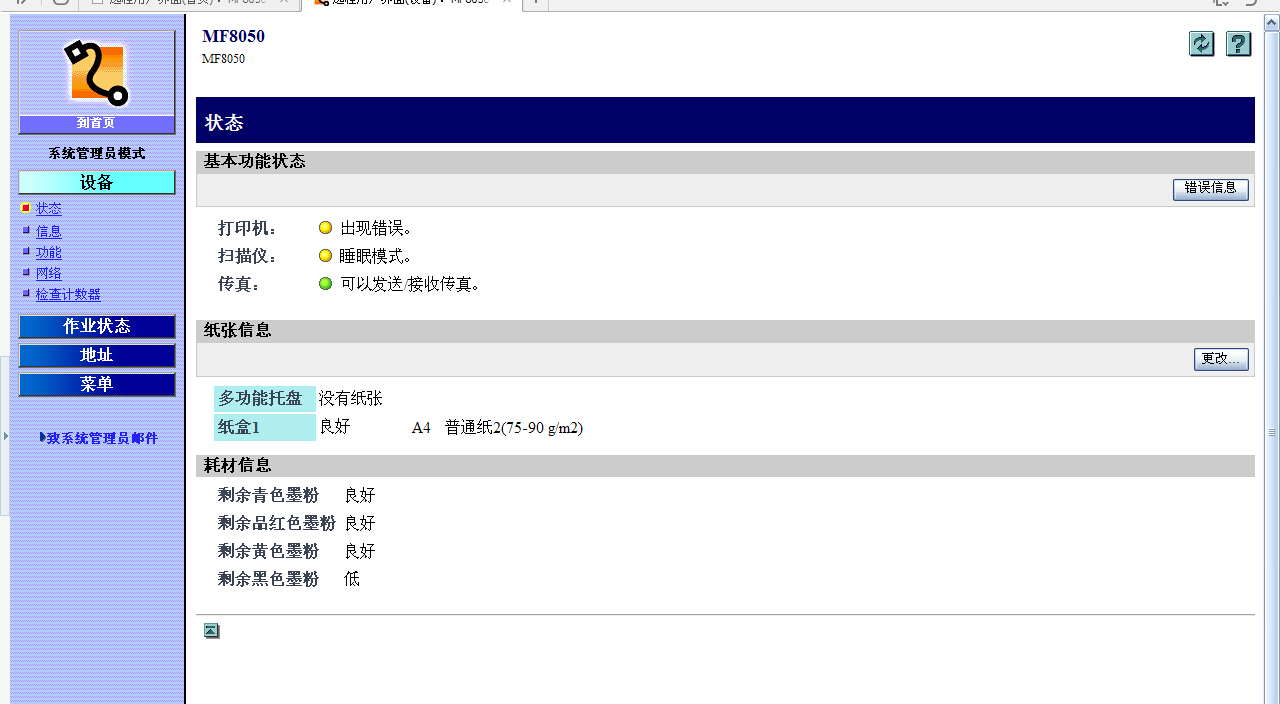 MF8050
MF8050
到首页
系统管理员模式
设备
状态
信息
功能
网络
检查计数器
作业状态
地址
菜单
致系统管理员邮件
状态
基本功能状态
错误信息
打印机： 出现错误。
扫描仪： 睡眠模式。
传真： 可以发送/接收传真。
纸张信息
更改...
多功能托盘 没有纸张
纸盒1 良好 A4 普通纸2(75-90 g/m2)
耗材信息
剩余青色墨粉 良好
剩余品红色墨粉 良好
剩余黄色墨粉 良好
剩余黑色墨粉 低